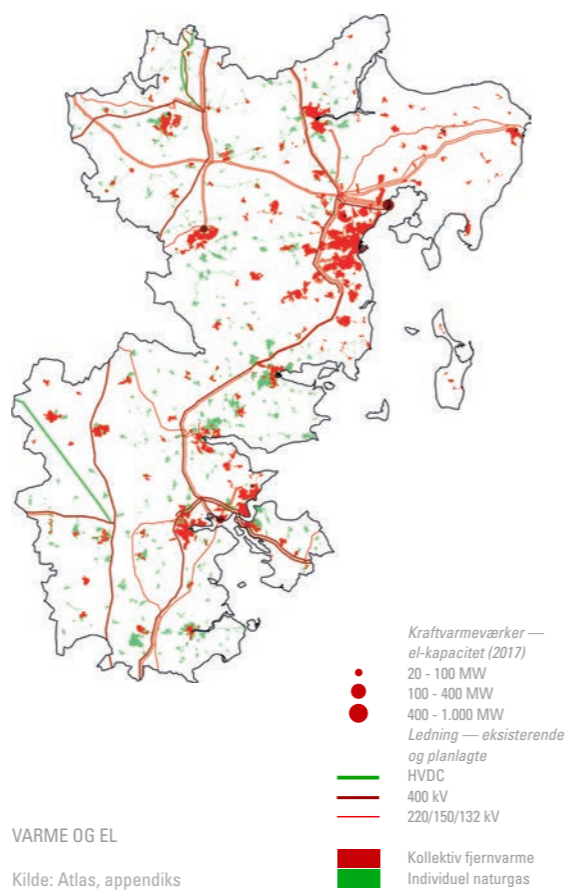 Kraftvarmeværker —
el-kapacitet (2017)
20 - 100 MW
100 - 400 MW
400 - 1.000 MW
Ledning — eksisterende
og planlagte
HVDC
400 kV
220/150/132 kV
VARME OG EL
Kollektiv fjernvarme
Kilde: Atlas, appendiks
Individuel naturgas